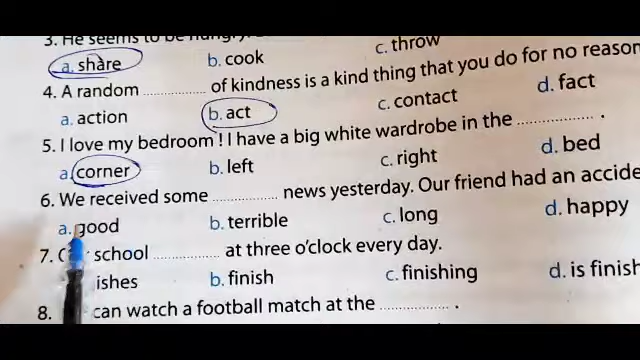 3. He seems to be hungry.
a. share b. cook c. throw
4. A random .............. of kindness is a kind thing that you do for no reason
a. action b. act c. contact d. fact
5. I love my bedroom ! I have a big white wardrobe in the .............. .
a. corner b. left c. right d. bed
6. We received some .............. news yesterday. Our friend had an accide
a. good b. terrible c. long d. happy
7. school .............. at three o'clock every day.
ishes b. finish c. finishing d. is finish
8. can watch a football match at the .............. .